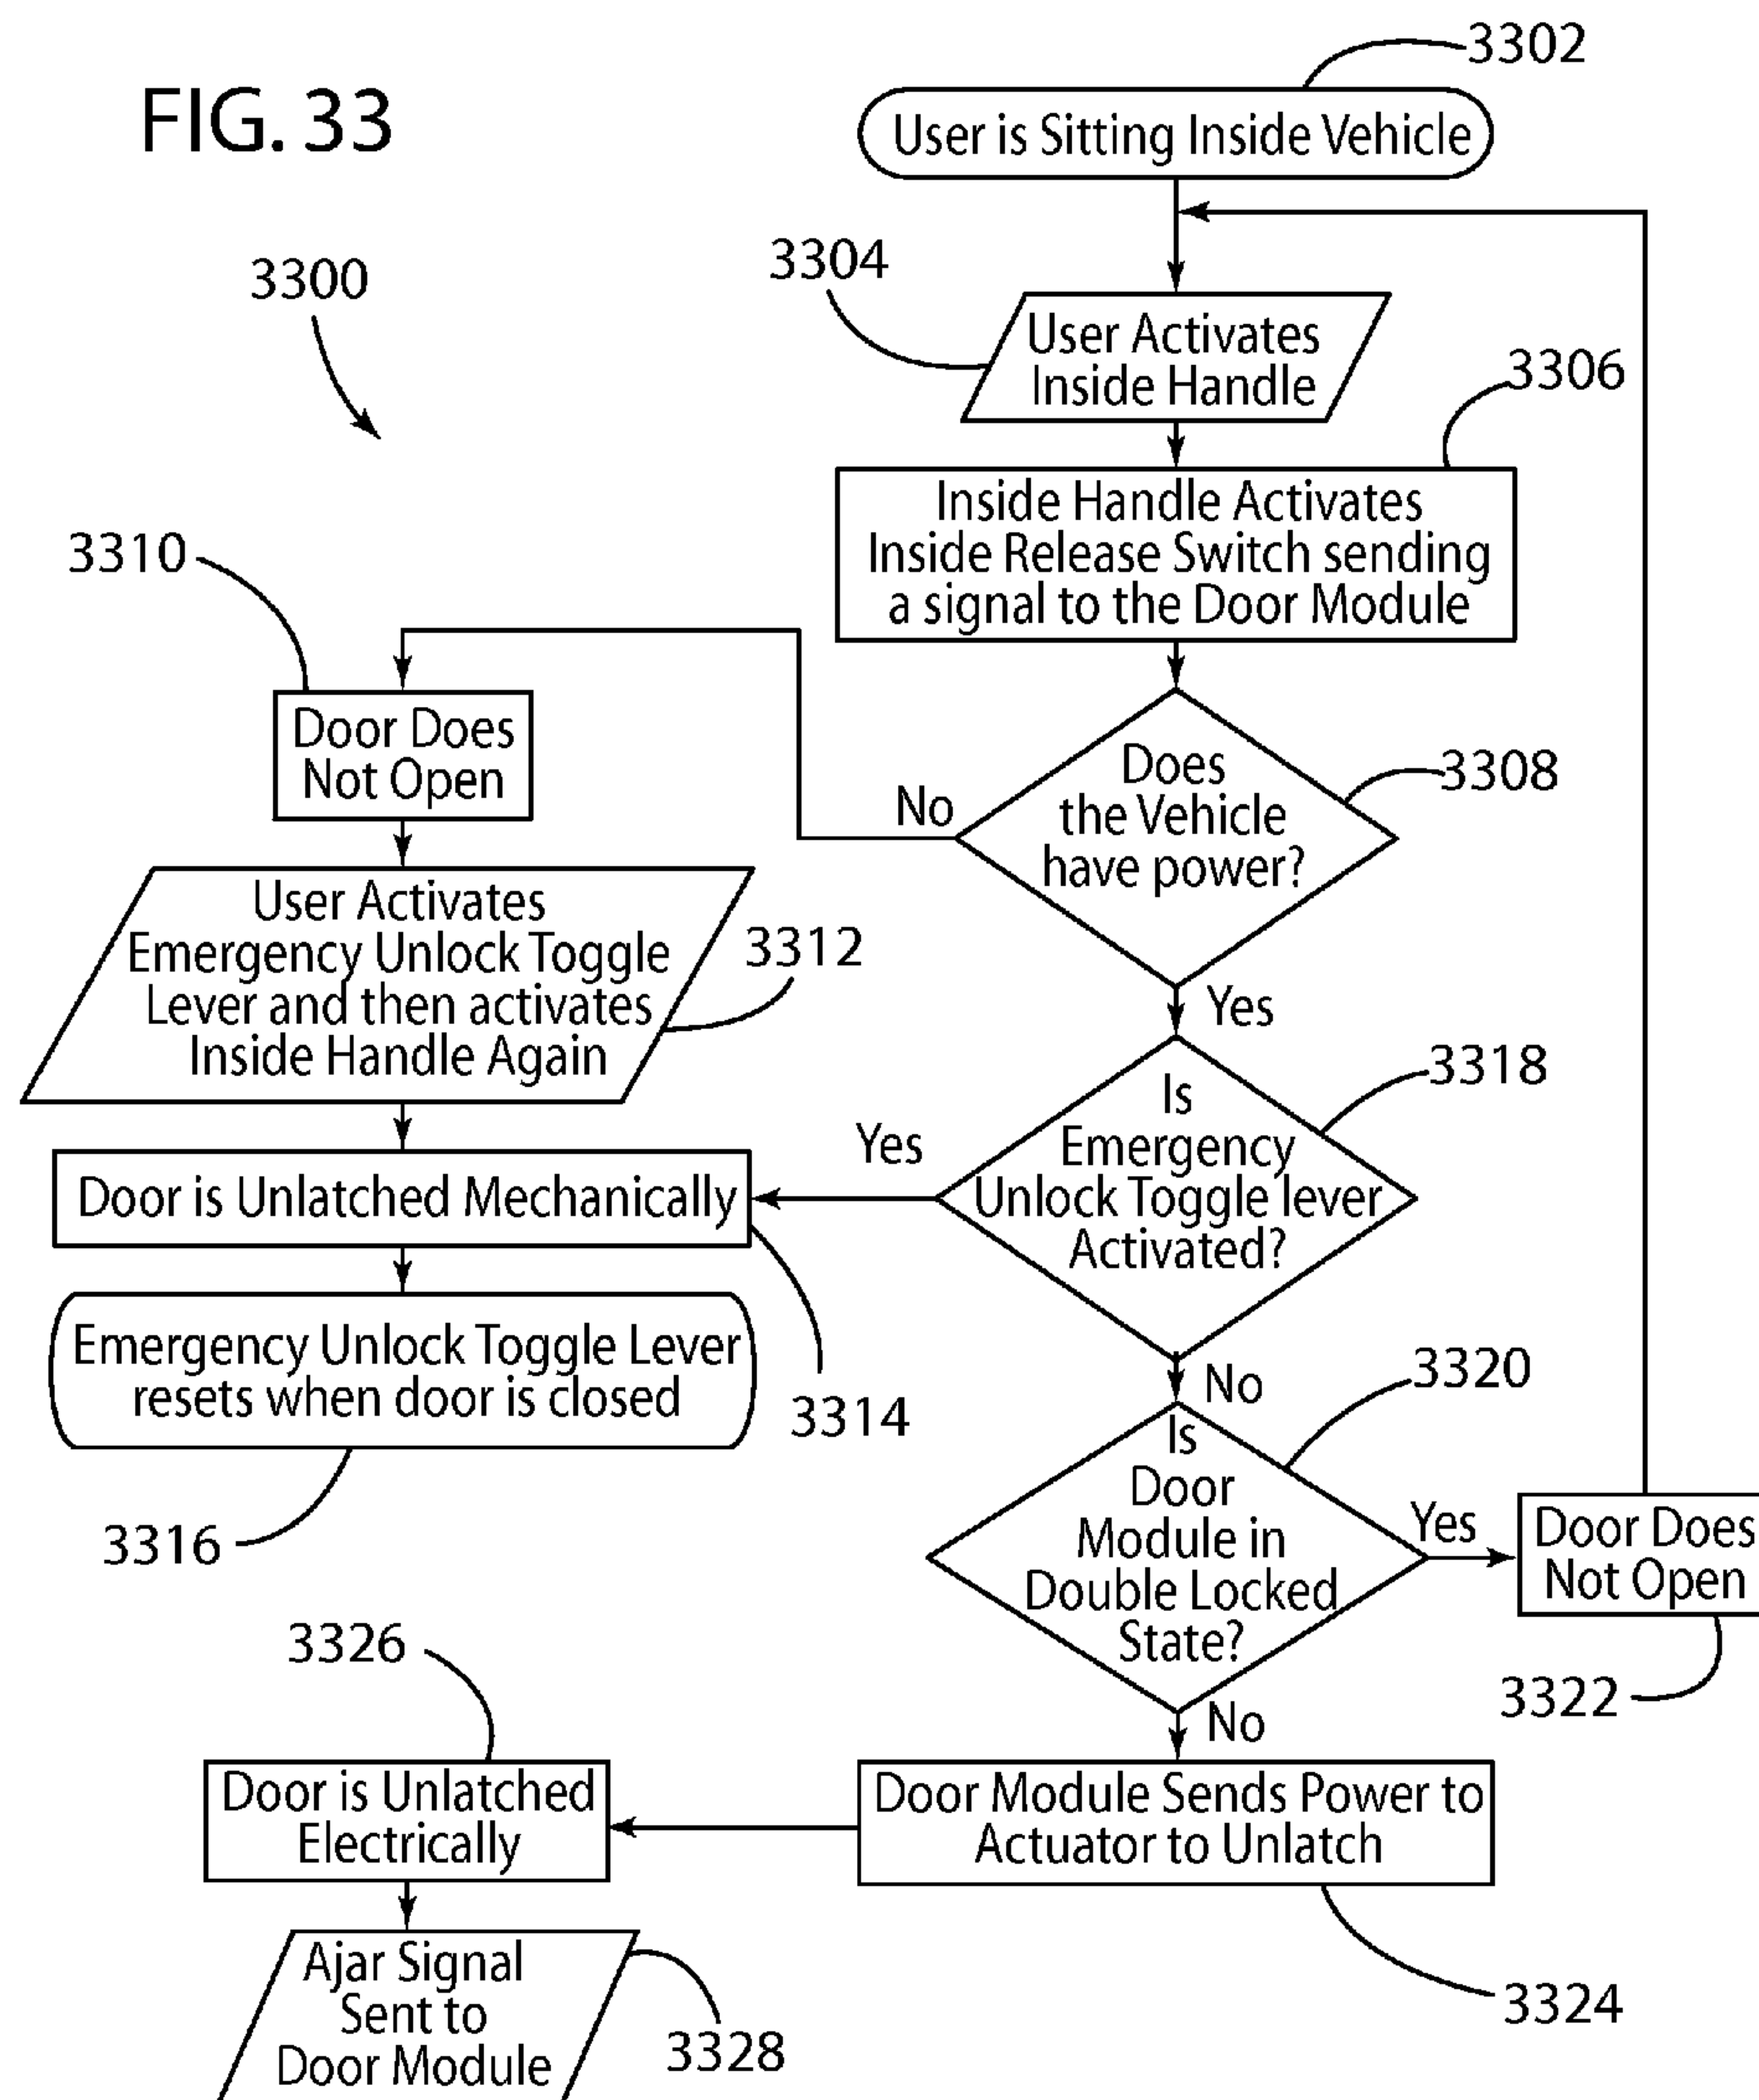 FIG. 33
3302
User is Sitting Inside Vehicle
3300
3304
User Activates
Inside Handle
3306
Inside Handle Activates
Inside Release Switch sending
a signal to the Door Module
3310
Door Does
Not Open
Does
the Vehicle
have power?
3308
No
Yes
User Activates
Emergency Unlock Toggle
Lever and then activates
Inside Handle Again
3312
Is
Emergency
Unlock Toggle lever
Activated?
3318
Yes
No
Door is Unlatched Mechanically
3314
Emergency Unlock Toggle Lever
resets when door is closed
3316
Is
Door
Module in
Double Locked
State?
3320
Yes
No
Door Does
Not Open
3322
Door Module Sends Power to
Actuator to Unlatch
3324
3326
Door is Unlatched
Electrically
Ajar Signal
Sent to
Door Module
3328